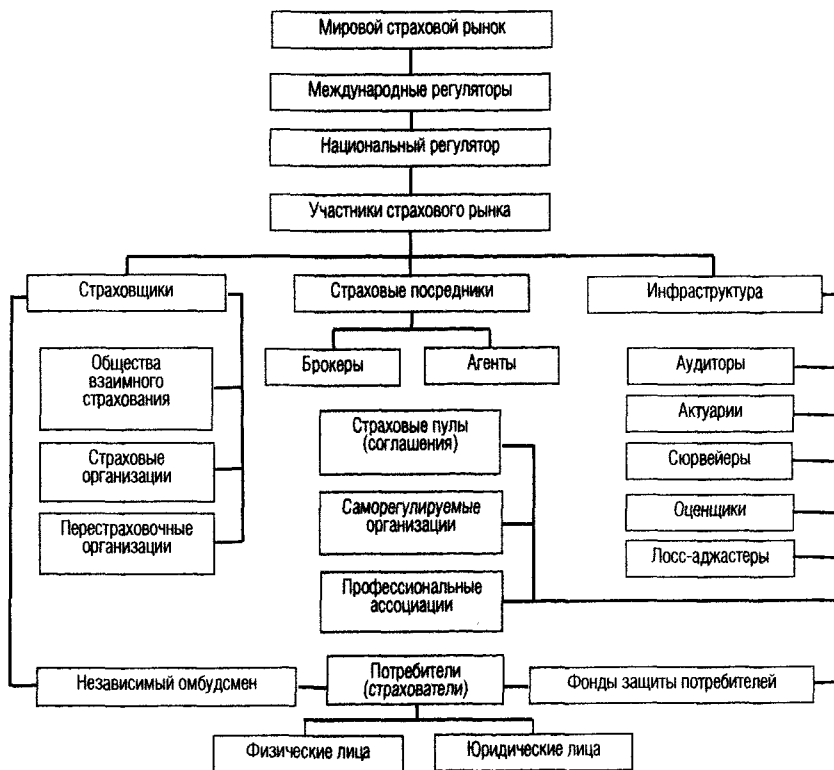 Мировой страховой рынок
Международные регуляторы
Национальный регулятор
Участники страхового рынка
Страховщики
Страховые посредники
Инфраструктура
Общества
взаимного
страхования
Страховые
организации
Перестраховочные
организации
Брокеры
Агенты
Страховые пулы
(соглашения)
Саморегулируемые
организации
Профессиональные
ассоциации
Аудиторы
Актуарии
Сюрвейеры
Оценщики
Лосс-аджастеры
Независимый омбудсмен
Потребители
(страхователи)
Фонды защиты потребителей
Физические лица
Юридические лица